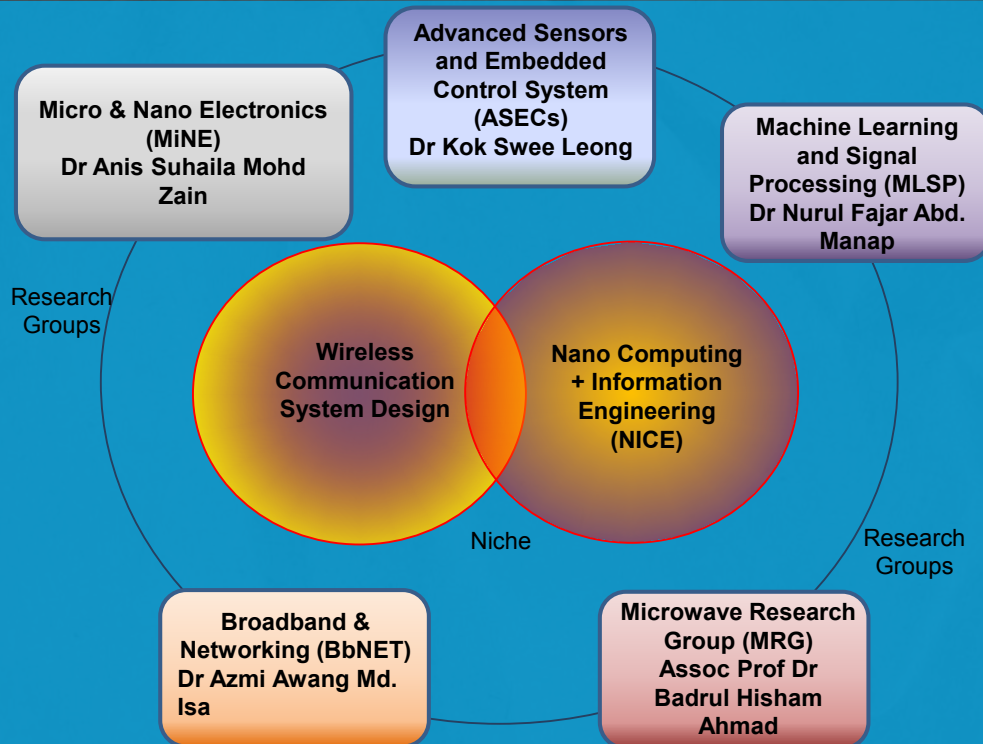 Advanced Sensors
and Embedded
Control System
(ASECs)
Dr Kok Swee Leong
Micro & Nano Electronics
(MiNE)
Dr Anis Suhaila Mohd
Zain
Machine Learning
and Signal
Processing (MLSP)
Dr Nurul Fajar Abd.
Manap
Research
Groups
Wireless
Communication
System Design
Nano Computing
+ Information
Engineering
(NICE)
Niche
Research
Groups
Broadband &
Networking (BbNET)
Dr Azmi Awang Md.
Isa
Microwave Research
Group (MRG)
Assoc Prof Dr
Badrul Hisham
Ahmad